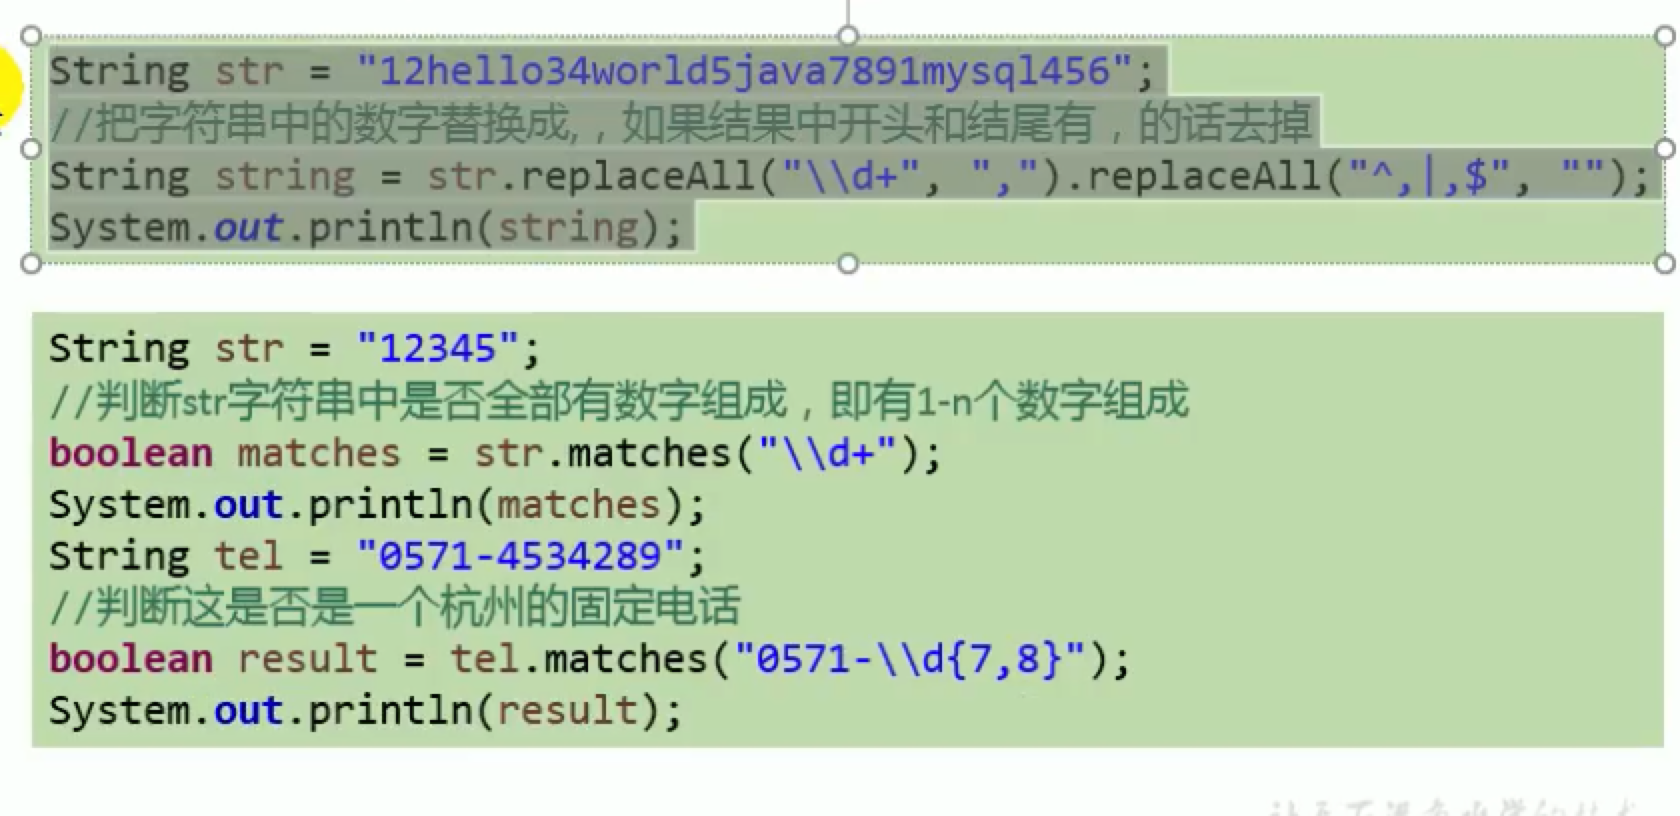 String str = "12hello34world5java7891mysql456";
//把字符串中的数字替换成,，如果结果中开头和结尾有，的话去掉
String string = str.replaceAll("\\d+", ",").replaceAll("^,|,$", "");
System.out.println(string);
String str = "12345";
//判断str字符串中是否全部有数字组成，即有1-n个数字组成
boolean matches = str.matches("\\d+");
System.out.println(matches);
String tel = "0571-4534289";
//判断这是否是一个杭州的固定电话
boolean result = tel.matches("0571-\\d{7,8}");
System.out.println(result);